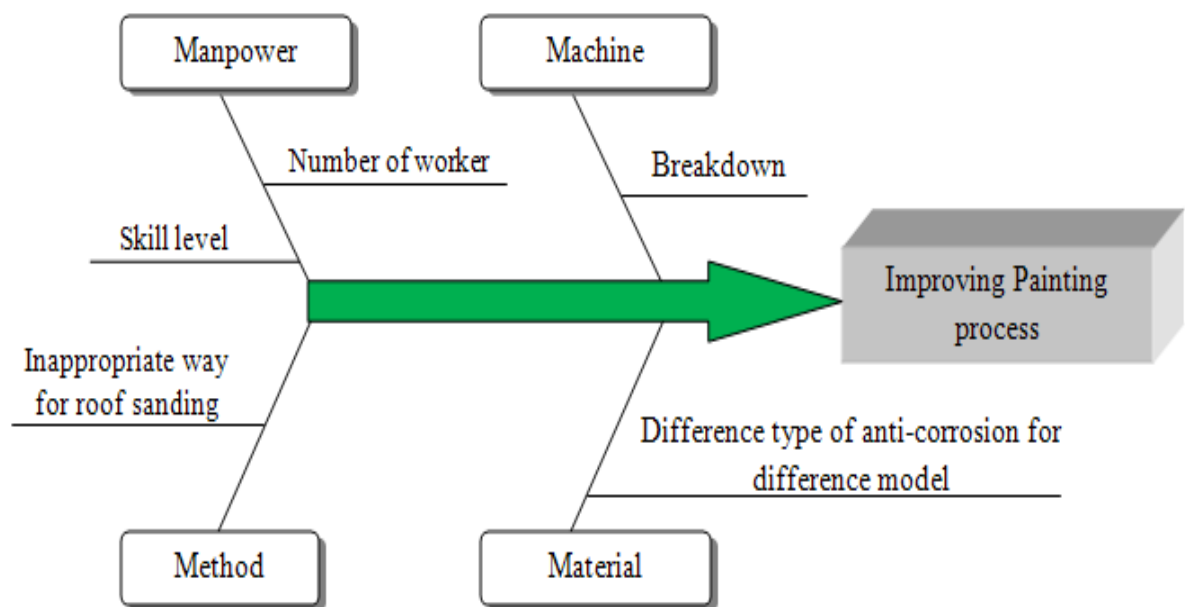 Manpower
Machine
Number of worker
Breakdown
Skill level
Improving Painting
process
Inappropriate way
for roof sanding
Difference type of anti-corrosion for
difference model
Method
Material